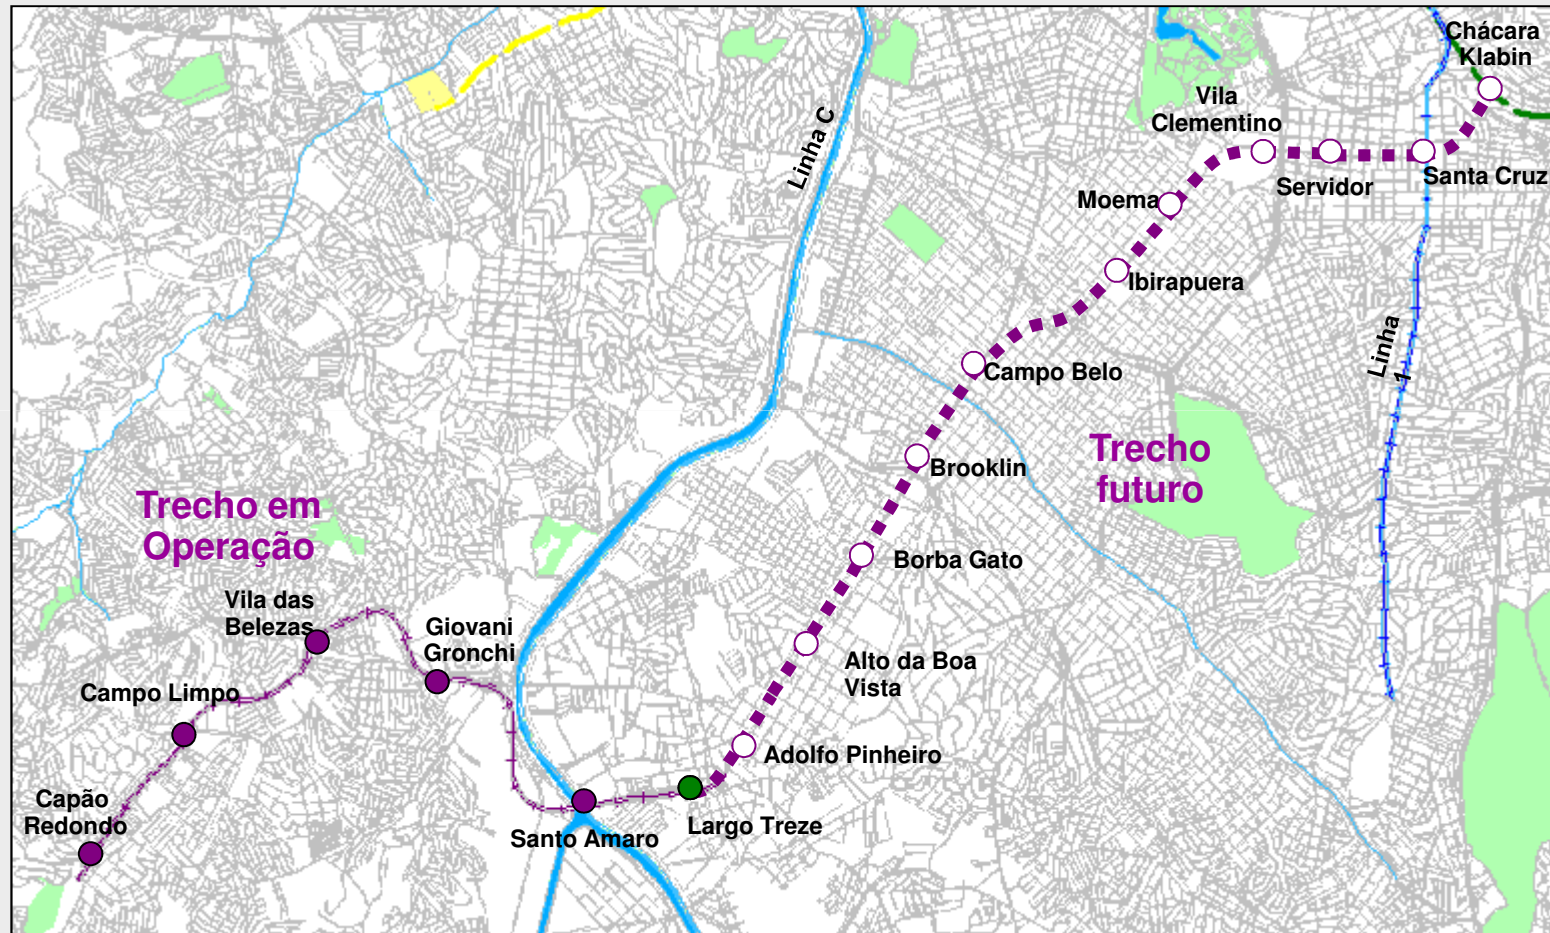 Chácara
Klabin
Vila
Clementino
Linha C
Santa Cruz
Servidor
Moema
Ibirapuera
Linha
1
Campo Belo
Trecho
futuro
Brooklin
Trecho em
Operação
Borba Gato
Vila das
Belezas
Giovani
Gronchi
Alto da Boa
Vista
Campo Limpo
Adolfo Pinheiro
Capão
Redondo
Largo Treze
Santo Amaro